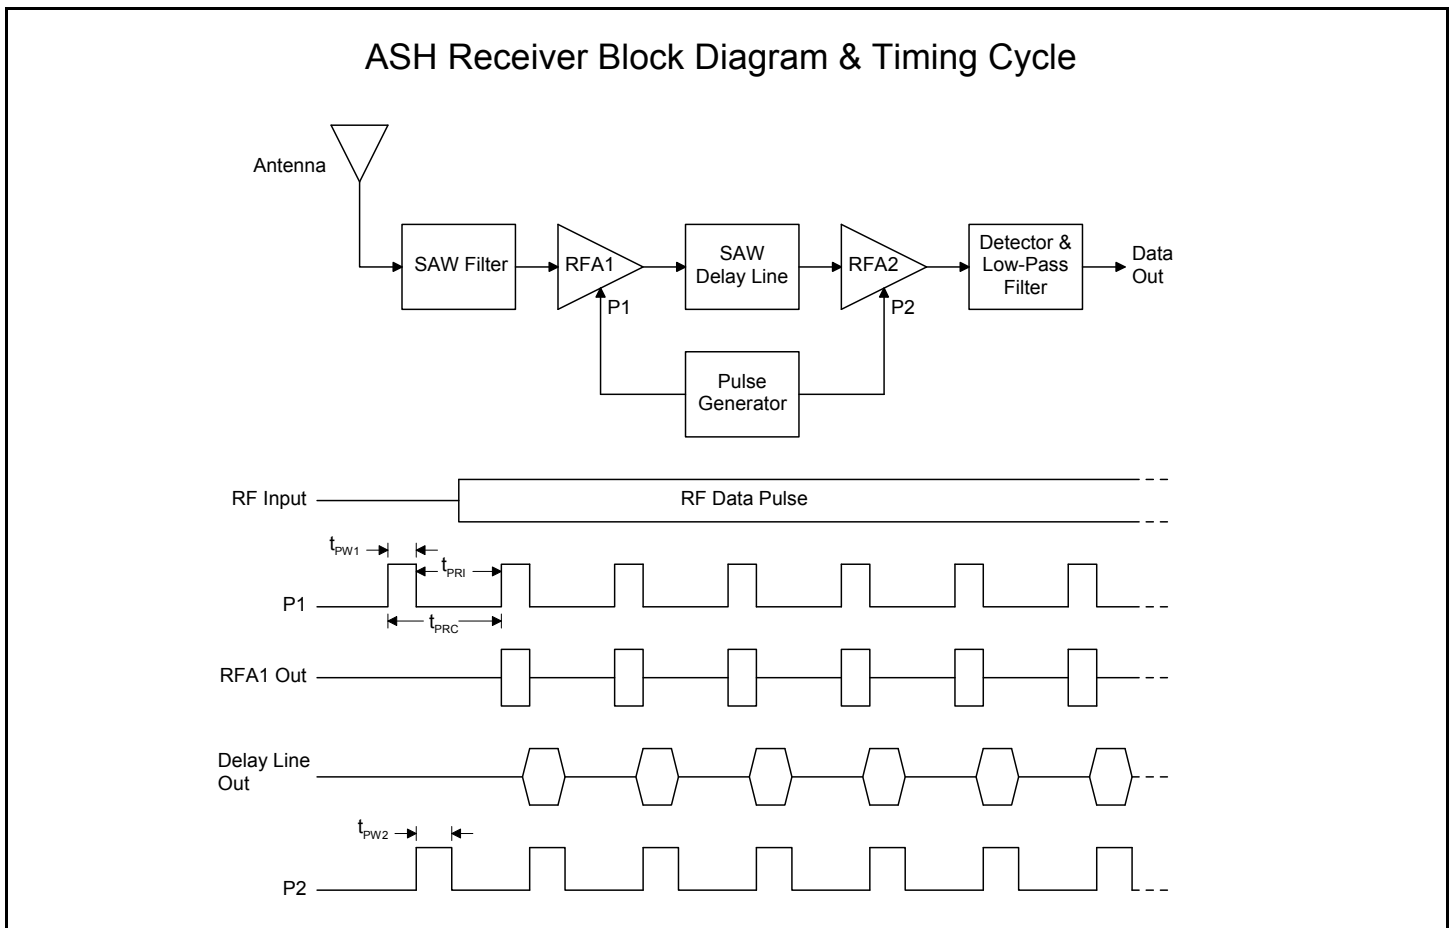 ASH Receiver Block Diagram & Timing Cycle
Antenna
SAW Filter
RFA1
SAW
Delay Line
RFA2
Detector &
Low-Pass
Filter
Data
Out
P1
P2
Pulse
Generator
RF Input
RF Data Pulse
tPW1
tPRI
P1
tPRC
RFA1 Out
Delay Line
Out
tPW2
P2